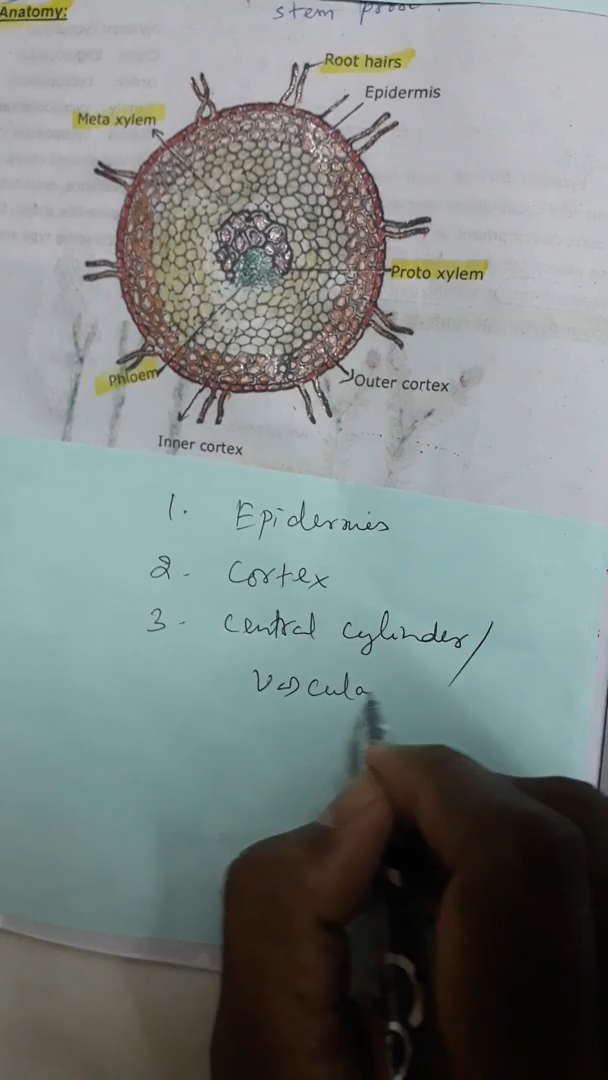 Anatomy:
stem
Root hairs
Epidermis
Meta xylem
Proto xylem
Phloem
Outer cortex
Inner cortex
1. Epidermis
2. Cortex
3. Central cylinder/
Vascula